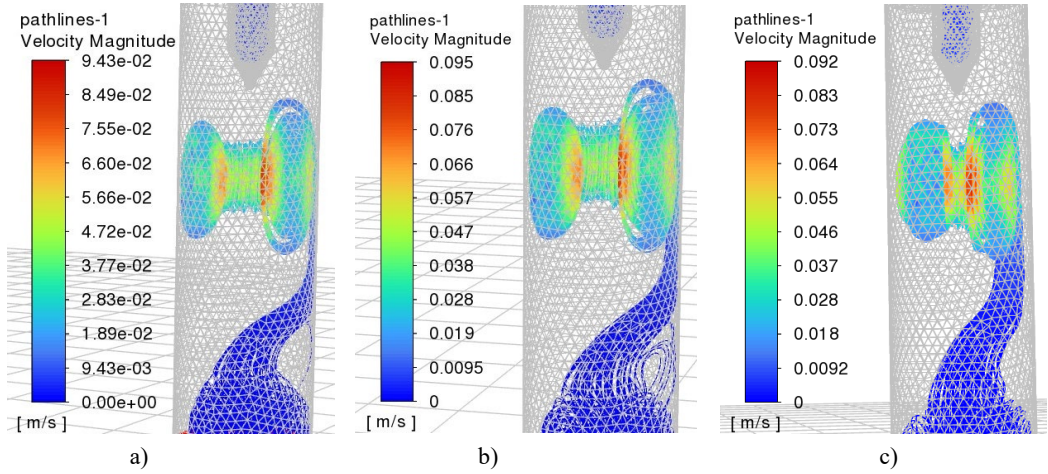 pathlines-1
Velocity Magnitude
9.43e-02
8.49e-02
7.55e-02
6.60e-02
5.66e-02
4.72e-02
3.77e-02
2.83e-02
1.89e-02
9.43e-03
0.00e+00
[ m/s ]
a)
pathlines-1
Velocity Magnitude
0.095
0.085
0.076
0.066
0.057
0.047
0.038
0.028
0.019
0.0095
0
[ m/s ]
b)
pathlines-1
Velocity Magnitude
0.092
0.083
0.073
0.064
0.055
0.046
0.037
0.028
0.018
0.0092
0
[ m/s ]
c)